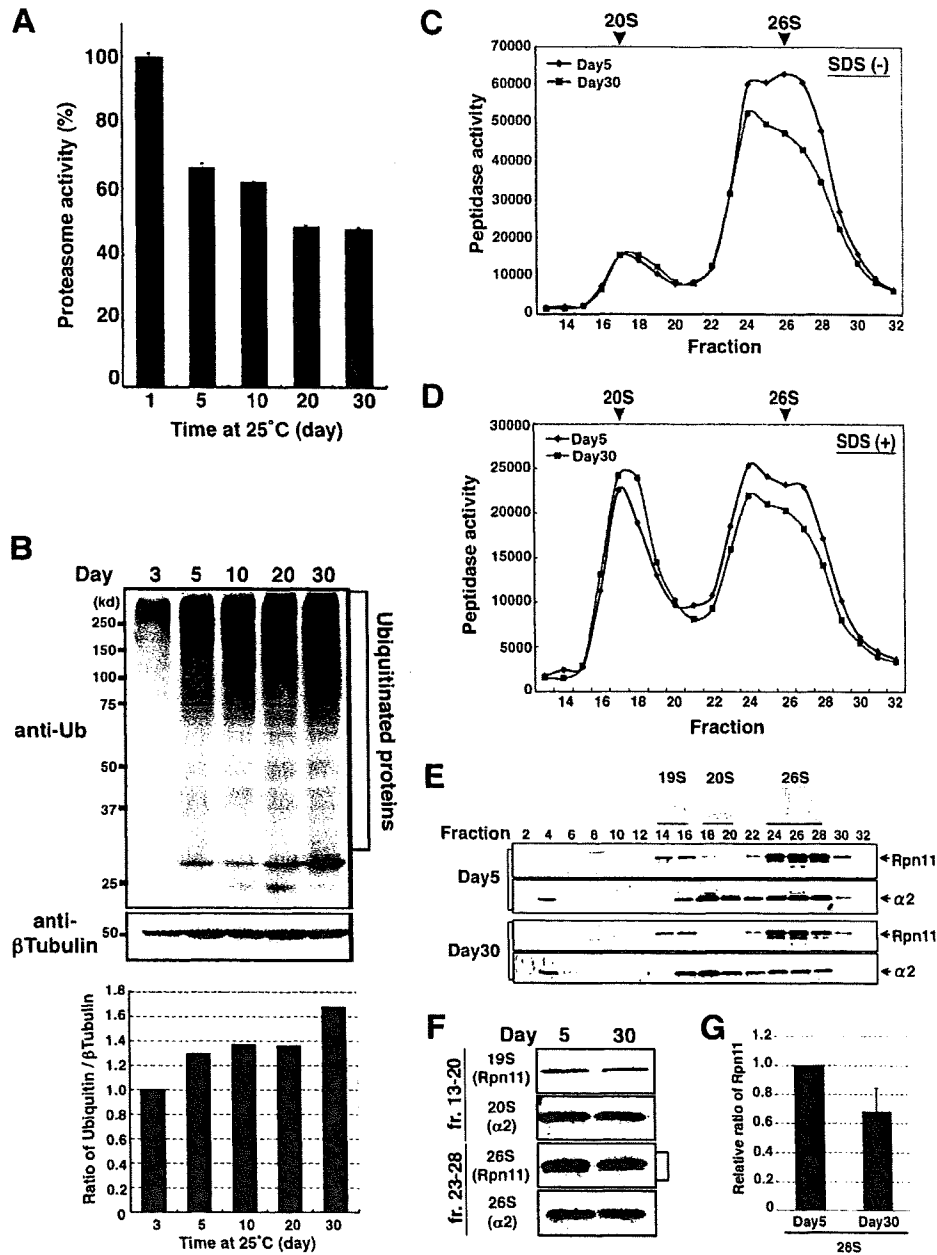 A
100
80
60
40
20
0
Proteasome activity (%)
1 5 10 20 30
Time at 25˚C (day)
B
Day 3 5 10 20 30
(kd)
250
150
100
75
50
37
25
anti-Ub
Ubiquitinated proteins
anti-
βTubulin
50
1.8
1.6
1.4
1.2
1.0
0.8
0.6
0.4
0.2
0
Ratio of Ubiquitin / βTubulin
3 5 10 20 30
Time at 25˚C (day)
C
20S 26S
70000
60000
50000
40000
30000
20000
10000
0
Peptidase activity
Day5
Day30
SDS (-)
14 16 18 20 22 24 26 28 30 32
Fraction
D
20S 26S
30000
25000
20000
15000
10000
5000
0
Peptidase activity
Day5
Day30
SDS (+)
14 16 18 20 22 24 26 28 30 32
Fraction
E
19S 20S 26S
Fraction 2 4 6 8 10 12 14 16 18 20 22 24 26 28 30 32
Day5
Rpn11
α2
Day30
Rpn11
α2
F
Day 5 30
fr. 13-20
19S
(Rpn11)
20S
(α2)
fr. 23-28
26S
(Rpn11)
26S
(α2)
G
1.2
1.0
0.8
0.6
0.4
0.2
0
Relative ratio of Rpn11
Day5 Day30
26S